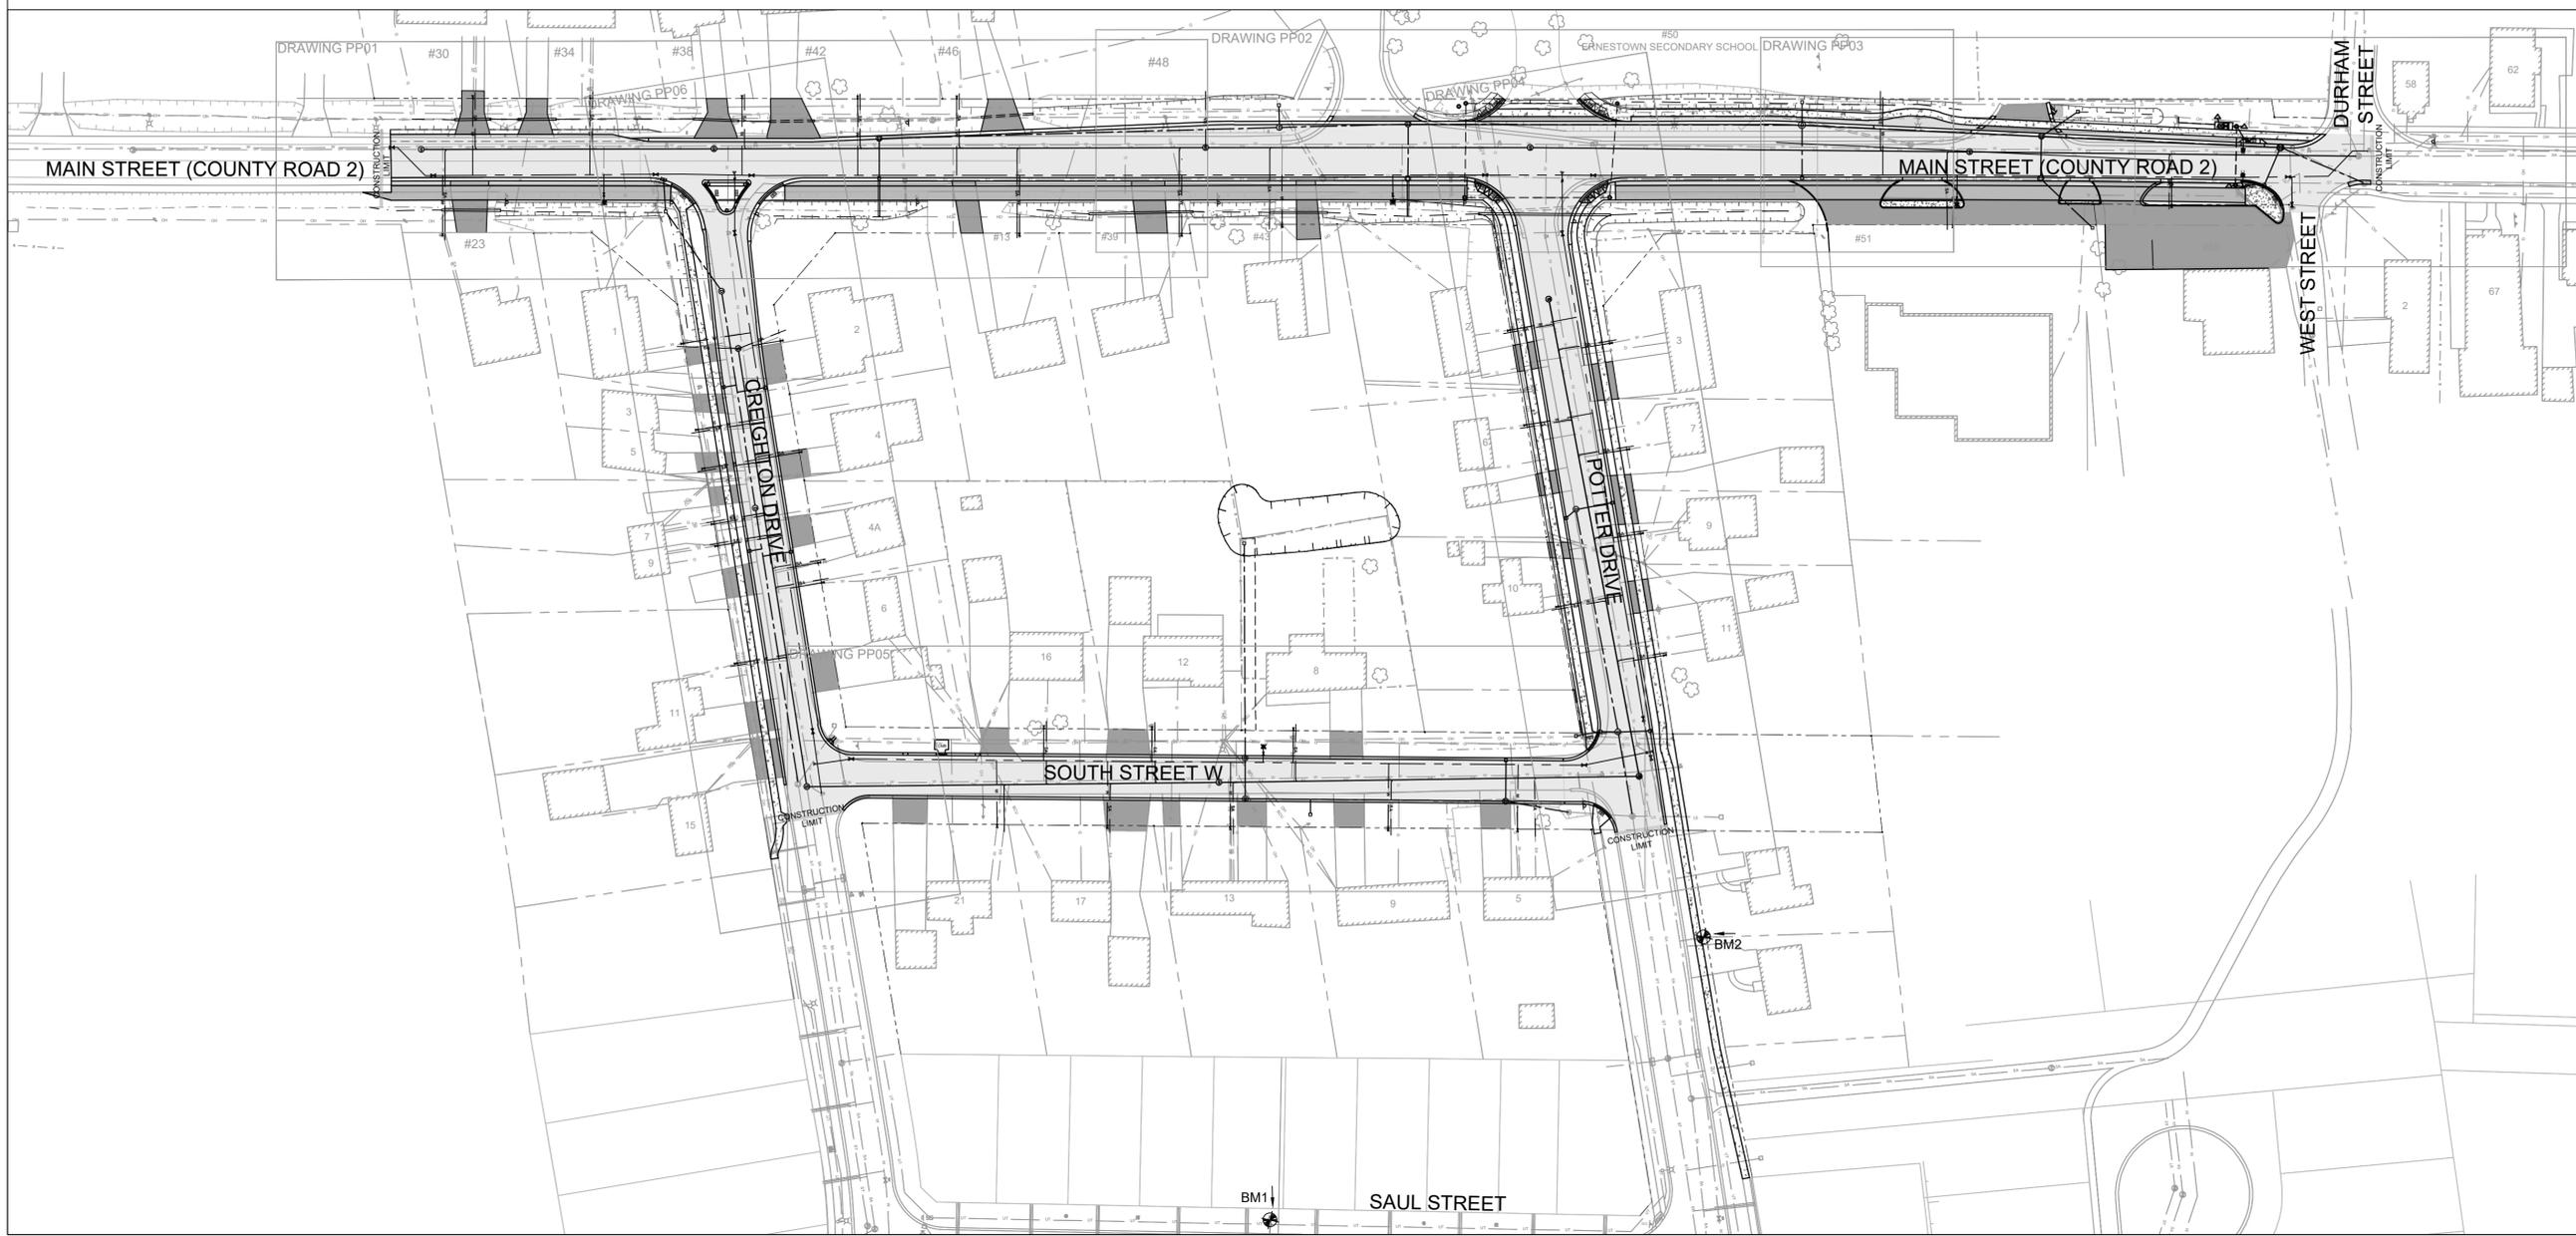 DRAWING PP01
#30
#34
#38
#42
#46
#48
DRAWING PP02
#50
ERNESTOWN SECONDARY SCHOOL
DRAWING PP03
DURHAM
STREET
58
62
DRAWING PP06
DRAWING PP04
CONSTRUCTION
LIMIT
CONSTRUCTION
LIMIT
MAIN STREET (COUNTY ROAD 2)
MAIN STREET (COUNTY ROAD 2)
#23
#13
#39
#43
#51
WEST STREET
1
2
2
3
2
67
CREIGHTON DRIVE
POTTER DRIVE
3
4
5
6
7
4A
9
7
9
10
6
11
DRAWING PP05
16
12
8
11
SOUTH STREET W
15
CONSTRUCTION
LIMIT
CONSTRUCTION
LIMIT
21
17
13
9
5
BM2
BM1
SAUL STREET